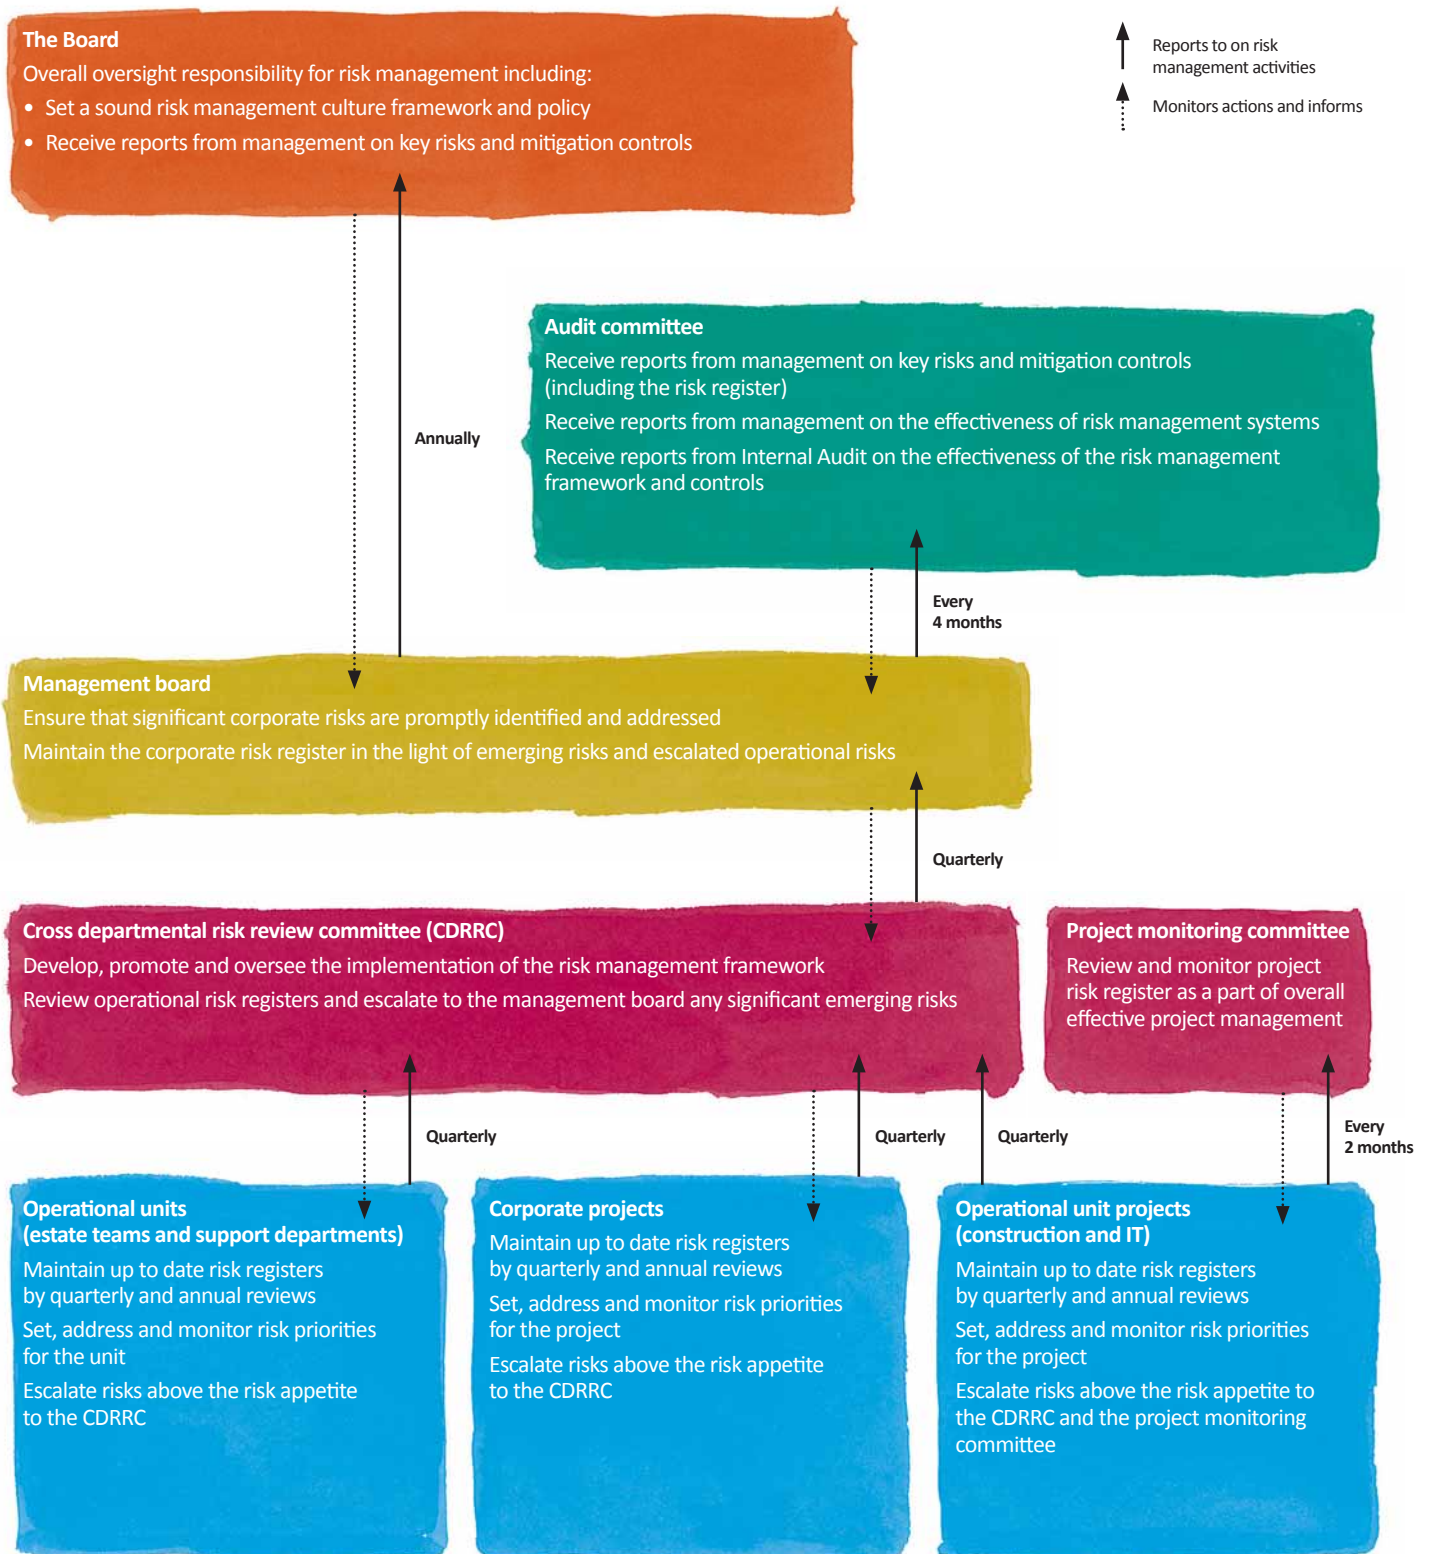 The Board
Overall oversight responsibility for risk management including:
• Set a sound risk management culture framework and policy
• Receive reports from management on key risks and mitigation controls
Reports to on risk
management activities
Monitors actions and informs
Audit committee
Receive reports from management on key risks and mitigation controls
(including the risk register)
Receive reports from management on the effectiveness of risk management systems
Receive reports from Internal Audit on the effectiveness of the risk management
framework and controls
Annually
Every
4 months
Management board
Ensure that significant corporate risks are promptly identified and addressed
Maintain the corporate risk register in the light of emerging risks and escalated operational risks
Quarterly
Cross departmental risk review committee (CDRRC)
Develop, promote and oversee the implementation of the risk management framework
Review operational risk registers and escalate to the management board any significant emerging risks
Project monitoring committee
Review and monitor project
risk register as a part of overall
effective project management
Quarterly
Quarterly
Quarterly
Every
2 months
Operational units
(estate teams and support departments)
Maintain up to date risk registers
by quarterly and annual reviews
Set, address and monitor risk priorities
for the unit
Escalate risks above the risk appetite
to the CDRRC
Corporate projects
Maintain up to date risk registers
by quarterly and annual reviews
Set, address and monitor risk priorities
for the project
Escalate risks above the risk appetite
to the CDRRC
Operational unit projects
(construction and IT)
Maintain up to date risk registers
by quarterly and annual reviews
Set, address and monitor risk priorities
for the project
Escalate risks above the risk appetite to
the CDRRC and the project monitoring
committee